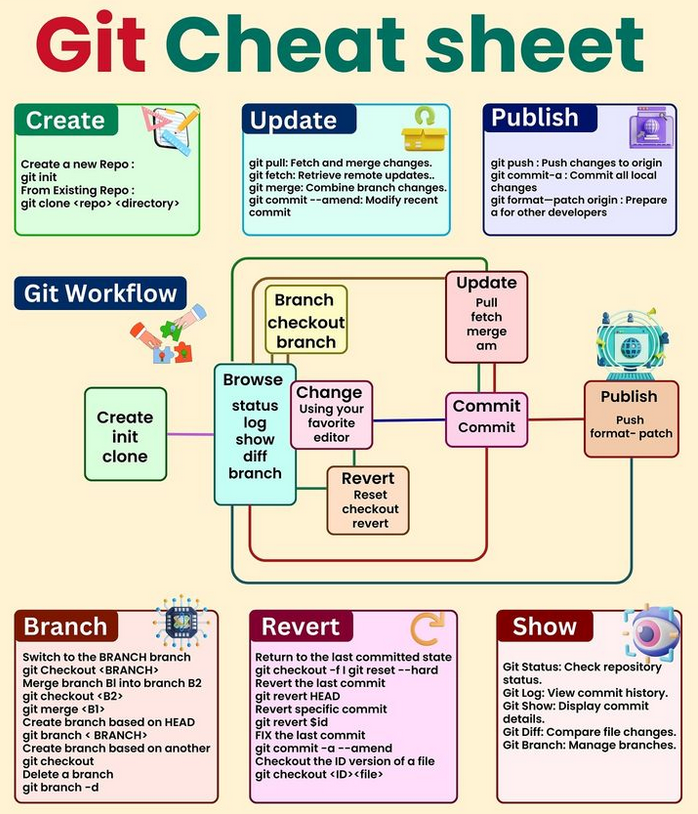 Git Cheat sheet
Create
Create a new Repo :
git init
From Existing Repo :
git clone <repo> <directory>
Update
git pull: Fetch and merge changes.
git fetch: Retrieve remote updates..
git merge: Combine branch changes.
git commit --amend: Modify recent
commit
Publish
git push : Push changes to origin
git commit-a : Commit all local
changes
git format—patch origin : Prepare
a for other developers
Git Workflow
Create
init
clone
Browse
status
log
show
diff
branch
Branch
checkout
branch
Change
Using your
favorite
editor
Revert
Reset
checkout
revert
Update
Pull
fetch
merge
am
Commit
Commit
Publish
Push
format- patch
Branch
Switch to the BRANCH branch
git Checkout <BRANCH>
Merge branch BI into branch B2
git checkout <B2>
git merge <B1>
Create branch based on HEAD
git branch < BRANCH>
Create branch based on another
git checkout
Delete a branch
git branch -d
Revert
Return to the last committed state
git checkout -f I git reset --hard
Revert the last commit
git revert HEAD
Revert specific commit
git revert $id
FIX the last commit
git commit -a --amend
Checkout the ID version of a file
git checkout <ID><file>
Show
Git Status: Check repository
status.
Git Log: View commit history.
Git Show: Display commit
details.
Git Diff: Compare file changes.
Git Branch: Manage branches.